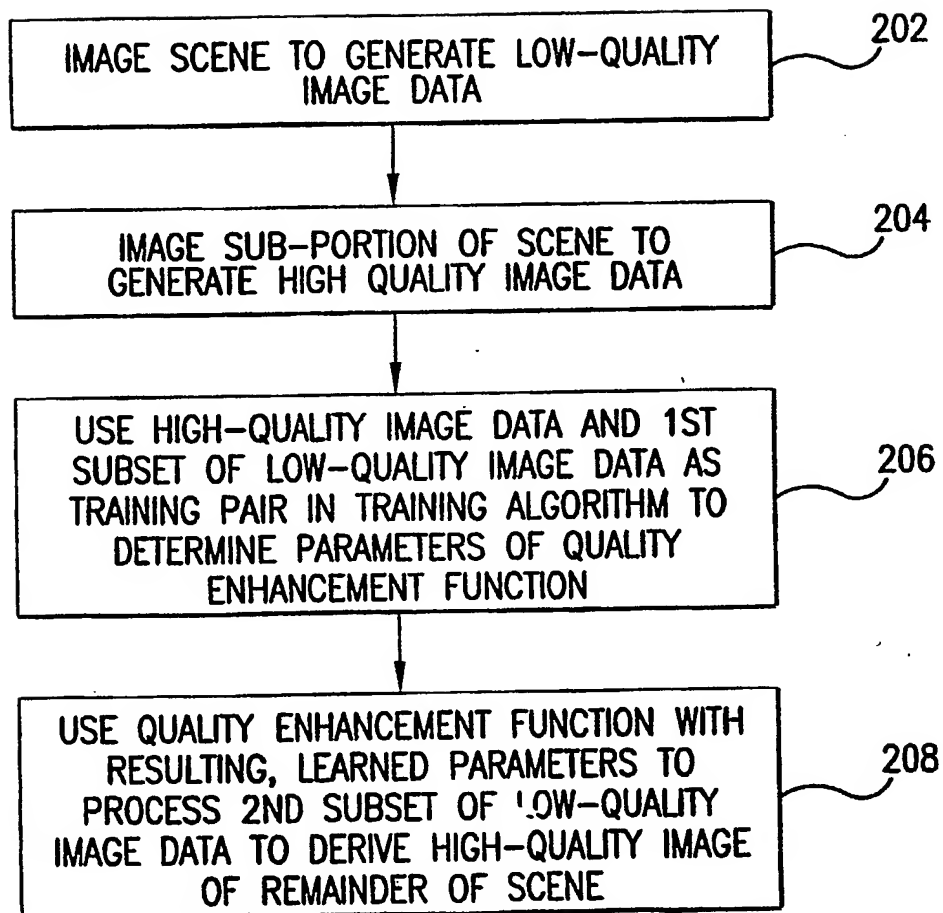 IMAGE SCENE TO GENERATE LOW-QUALITY
IMAGE DATA
202
IMAGE SUB-PORTION OF SCENE TO
GENERATE HIGH QUALITY IMAGE DATA
204
USE HIGH-QUALITY IMAGE DATA AND 1ST
SUBSET OF LOW-QUALITY IMAGE DATA AS
TRAINING PAIR IN TRAINING ALGORITHM TO
DETERMINE PARAMETERS OF QUALITY
ENHANCEMENT FUNCTION
206
USE QUALITY ENHANCEMENT FUNCTION WITH
RESULTING, LEARNED PARAMETERS TO
PROCESS 2ND SUBSET OF LOW-QUALITY
IMAGE DATA TO DERIVE HIGH-QUALITY IMAGE
OF REMAINDER OF SCENE
208